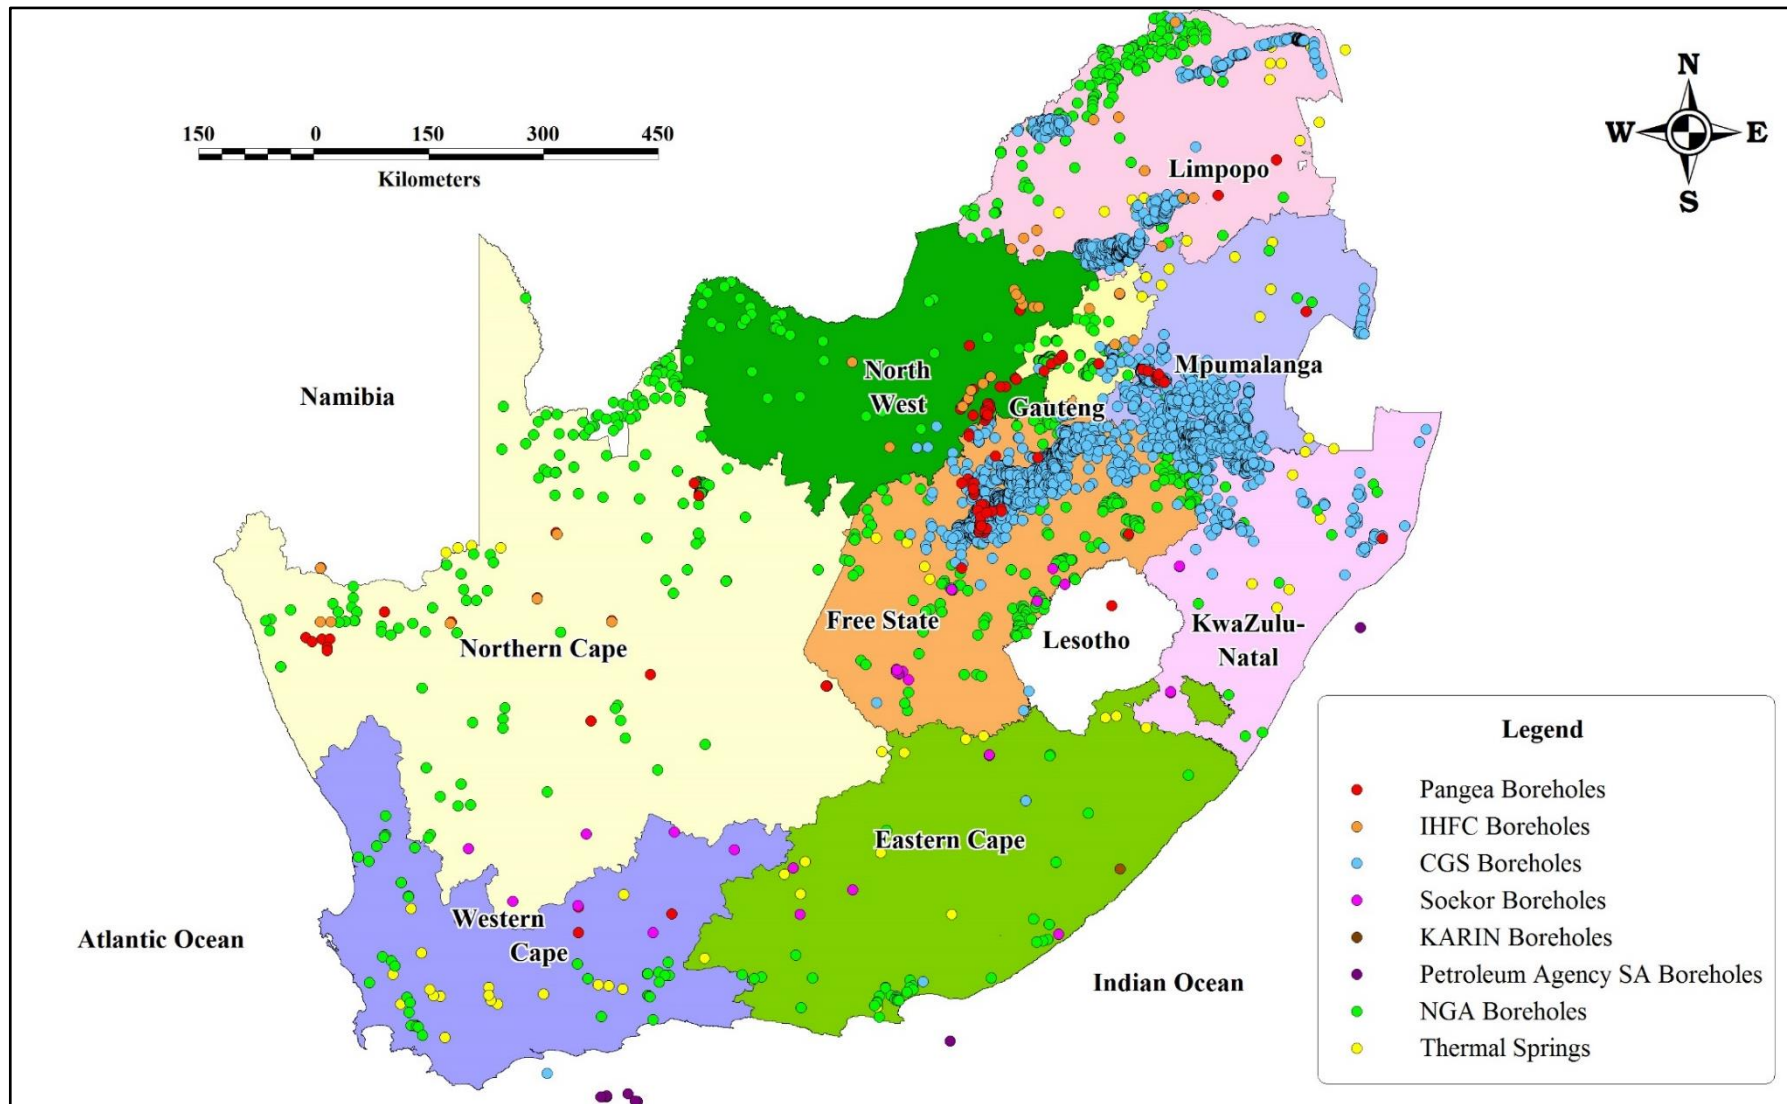 150 0 150 300 450
Kilometers
N
W E
S
Limpopo
Namibia
North
West
Mpumalanga
Gauteng
Free State
Lesotho
KwaZulu-
Natal
Northern Cape
Eastern Cape
Western
Cape
Atlantic Ocean
Indian Ocean
Legend
Pangea Boreholes
IHFC Boreholes
CGS Boreholes
Soekor Boreholes
KARIN Boreholes
Petroleum Agency SA Boreholes
NGA Boreholes
Thermal Springs